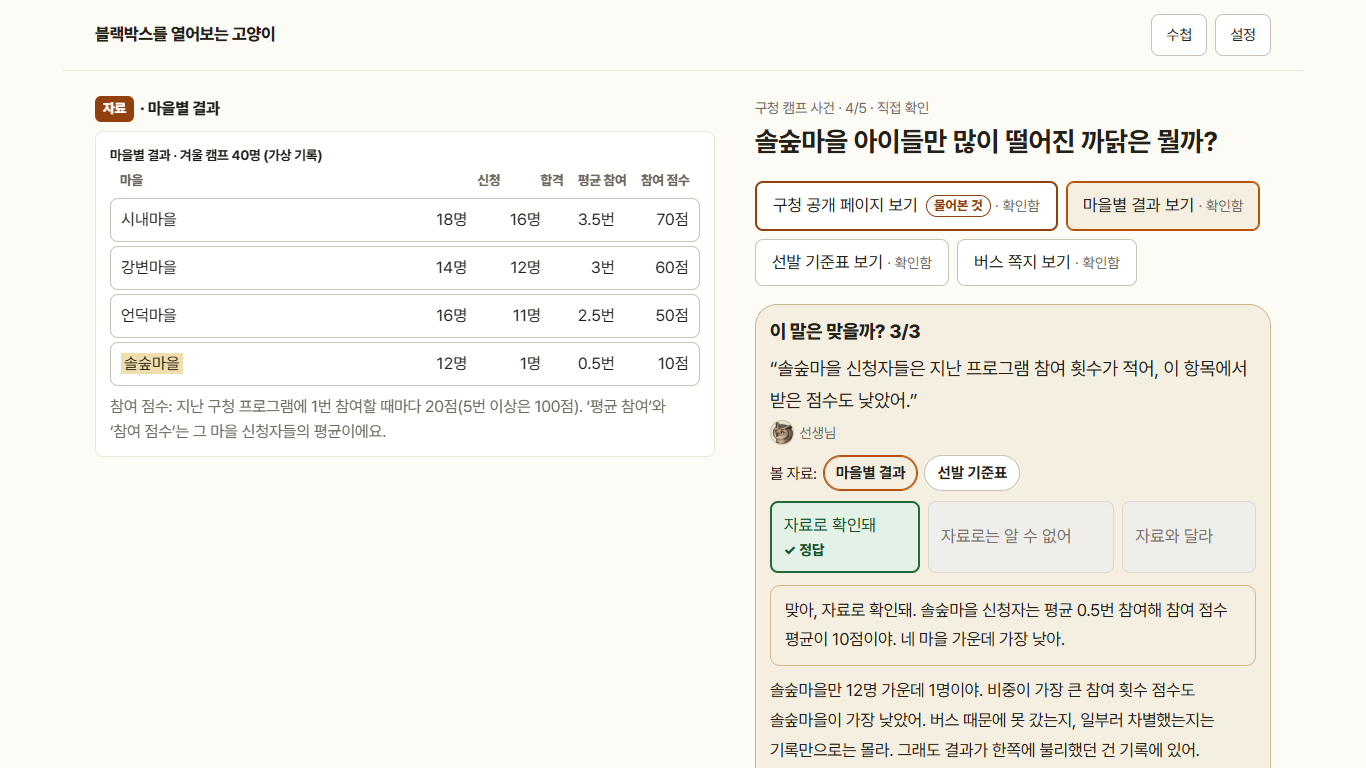 블랙박스를 열어보는 고양이
수첩 설정
자료 · 마을별 결과
마을별 결과 · 겨울 캠프 40명 (가상 기록)
마을 신청 합격 평균 참여 참여 점수
시내마을 18명 16명 3.5번 70점
강변마을 14명 12명 3번 60점
언덕마을 16명 11명 2.5번 50점
솔숲마을 12명 1명 0.5번 10점
참여 점수: 지난 구청 프로그램에 1번 참여할 때마다 20점(5번 이상은 100점). ‘평균 참여’와
‘참여 점수’는 그 마을 신청자들의 평균이에요.
구청 캠프 사건 · 4/5 · 직접 확인
솔숲마을 아이들만 많이 떨어진 까닭은 뭘까?
구청 공개 페이지 보기 물어본 것 · 확인함
마을별 결과 보기 · 확인함
선발 기준표 보기 · 확인함
버스 쪽지 보기 · 확인함
이 말은 맞을까? 3/3
“솔숲마을 신청자들은 지난 프로그램 참여 횟수가 적어, 이 항목에서
받은 점수도 낮았어.”
선생님
볼 자료: 마을별 결과 선발 기준표
자료로 확인돼
✓ 정답
자료로는 알 수 없어
자료와 달라
맞아, 자료로 확인돼. 솔숲마을 신청자는 평균 0.5번 참여해 참여 점수
평균이 10점이야. 네 마을 가운데 가장 낮아.
솔숲마을만 12명 가운데 1명이야. 비중이 가장 큰 참여 횟수 점수도
솔숲마을이 가장 낮았어. 버스 때문에 못 갔는지, 일부러 차별했는지는
기록만으로는 몰라. 그래도 결과가 한쪽에 불리했던 건 기록에 있어.